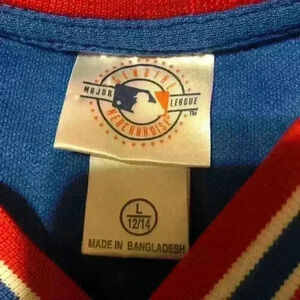 GENUINE
MAJOR LEAGUE
MERCHANDISE
TM
L
12/14
MADE IN BANGLADESH